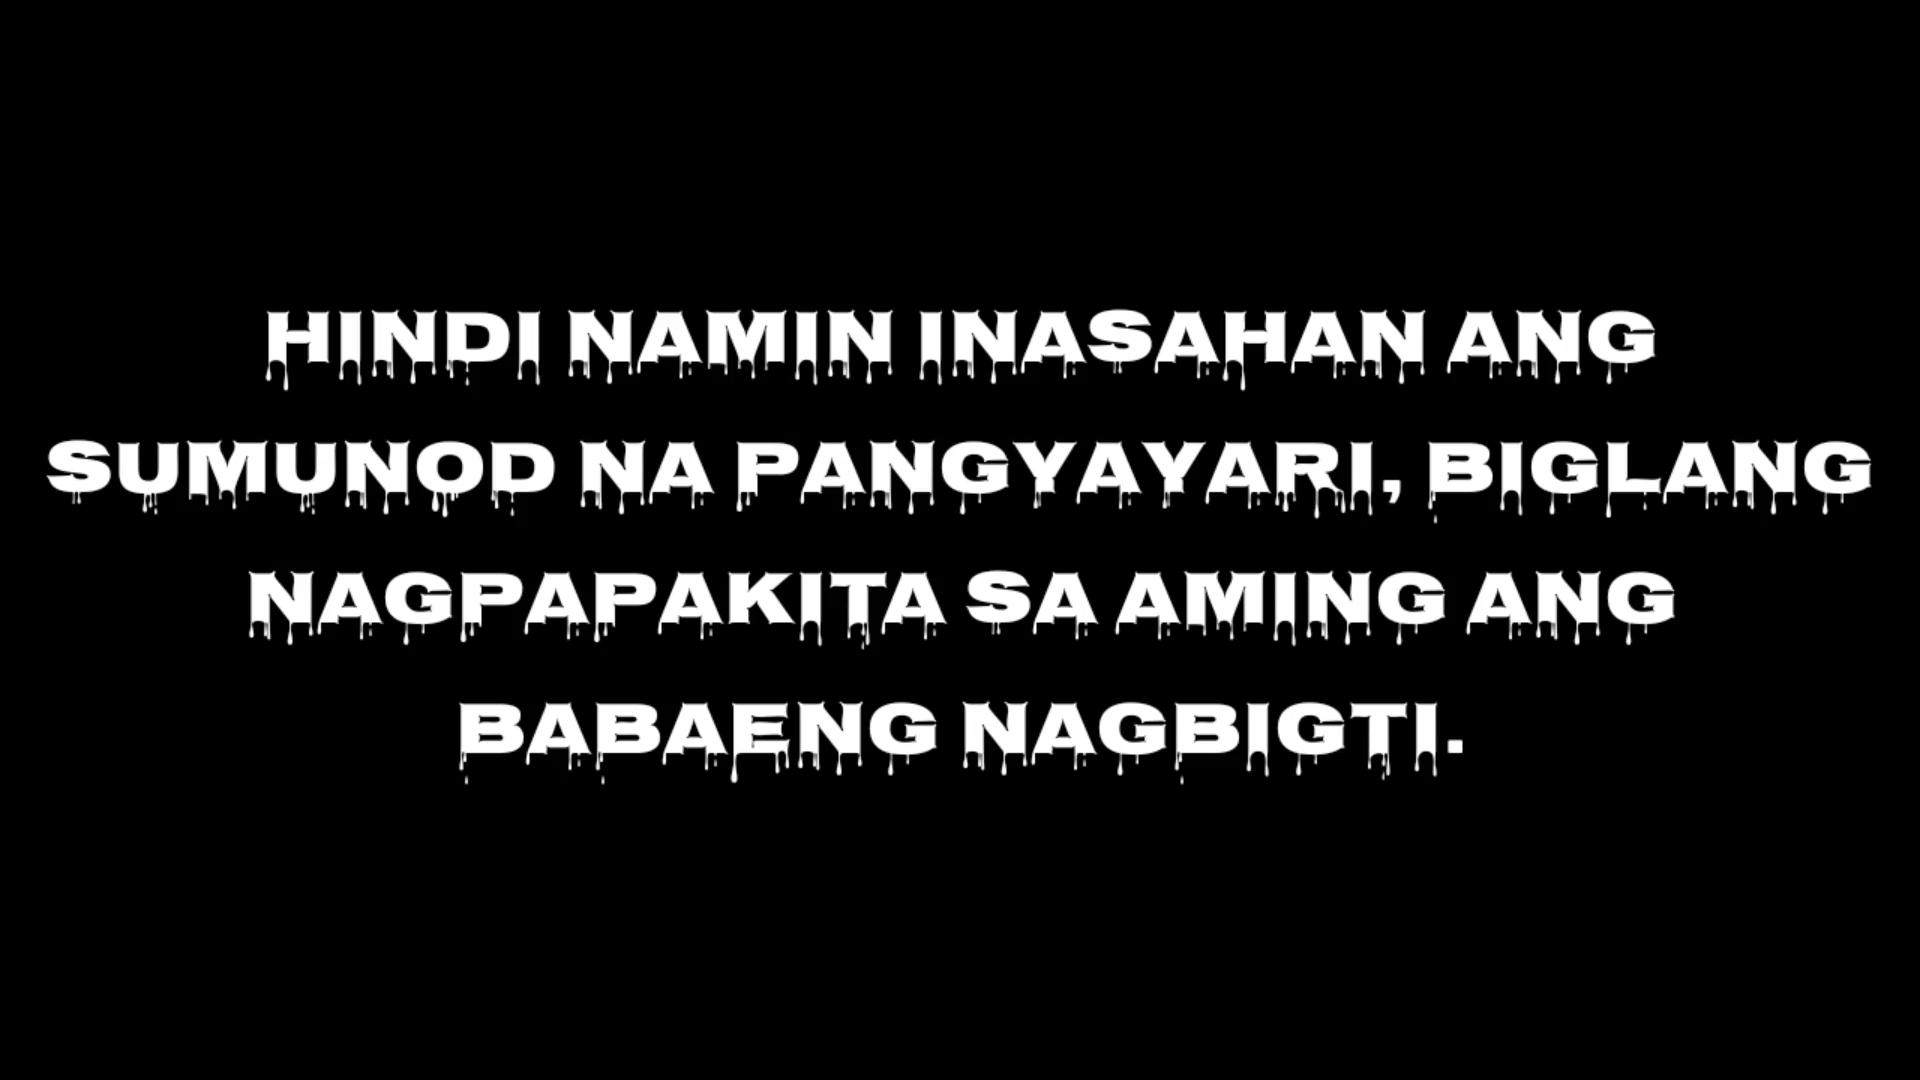 HINDI NAMIN INASAHAN ANG
SUMUNOD NA PANGYAYARI, BIGLANG
NAGPAPAKITA SA AMING ANG
BABAENG NAGBIGTI.